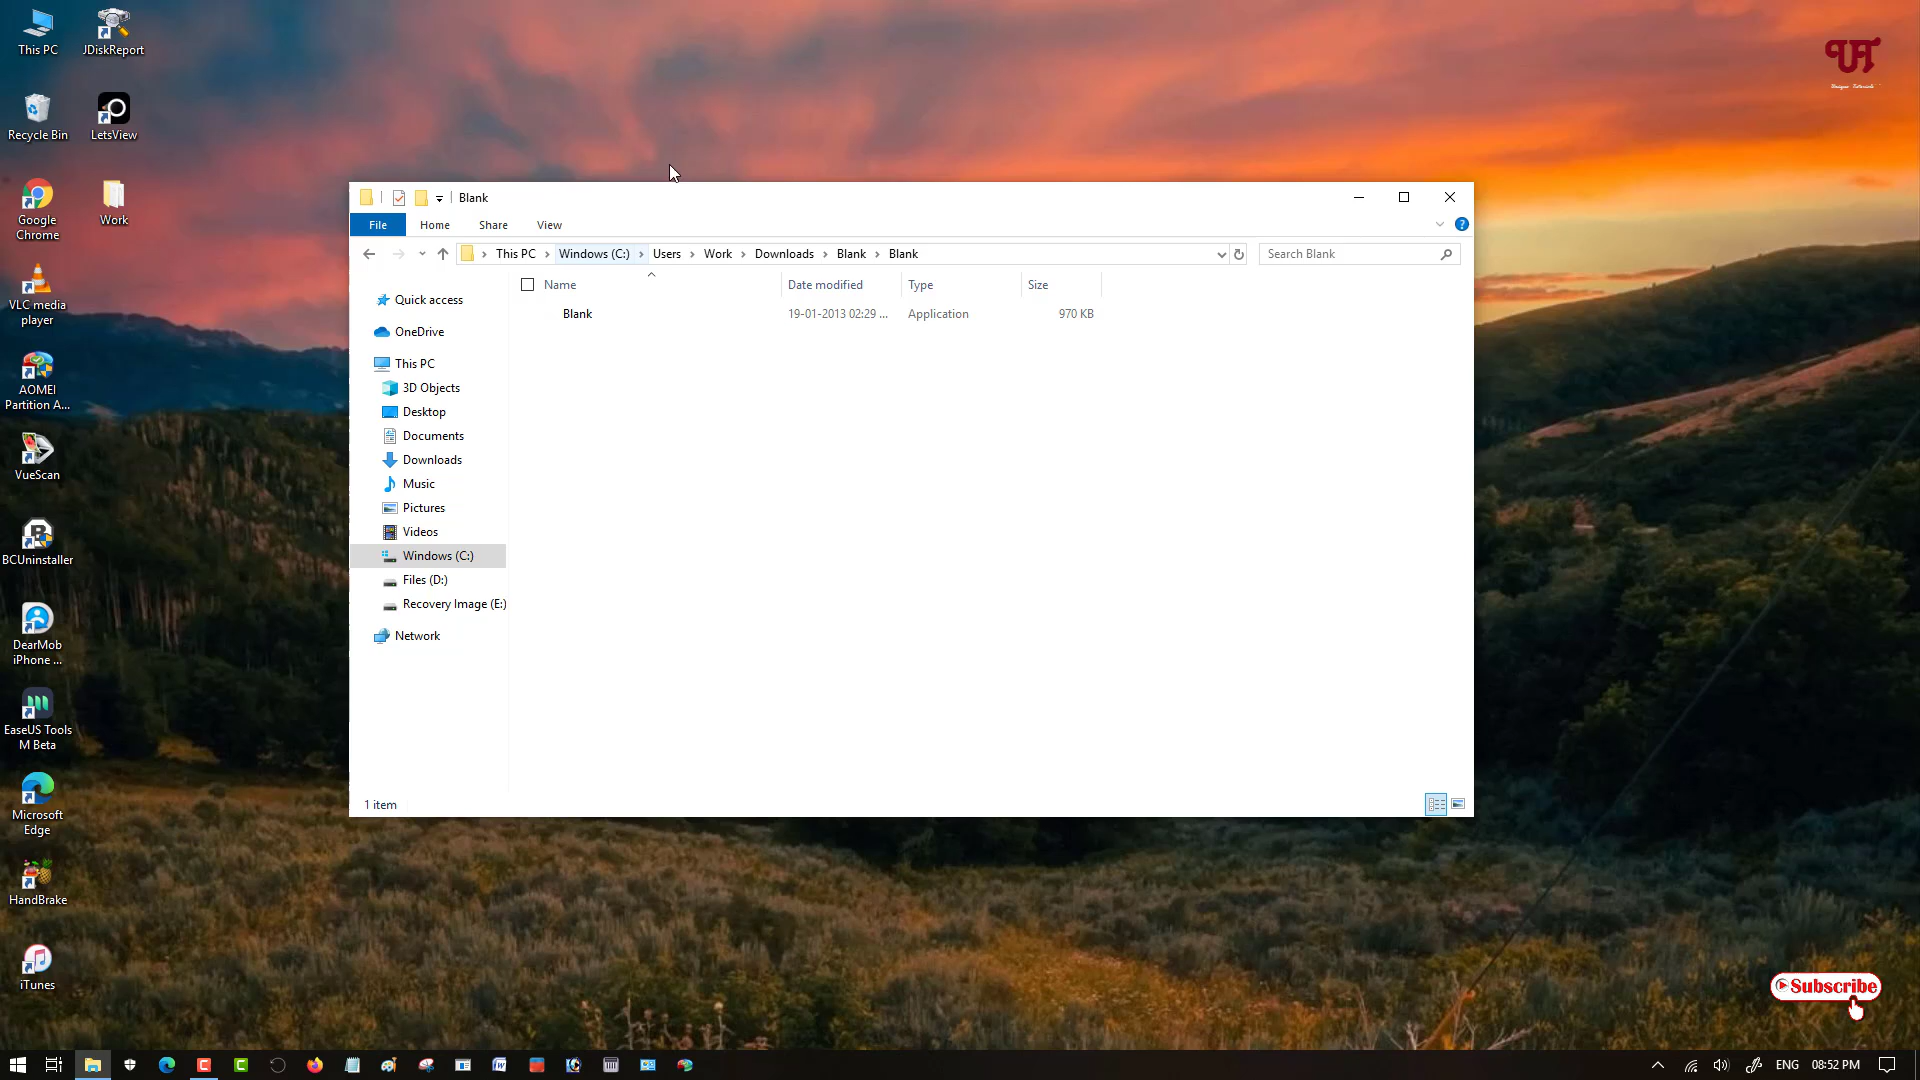 This PC
JDiskReport
Recycle Bin
LetsView
Google
Chrome
Work
VLC media
player
AOMEI
Partition A...
VueScan
BCUninstaller
DearMob
iPhone ...
EaseUS Tools
M Beta
Microsoft
Edge
HandBrake
iTunes
UT
Unique Tutorials
Blank
File
Home
Share
View
This PC
Windows (C:)
Users
Work
Downloads
Blank
Blank
Search Blank
Name
Date modified
Type
Size
Blank
19-01-2013 02:29 ...
Application
970 KB
Quick access
OneDrive
This PC
3D Objects
Desktop
Documents
Downloads
Music
Pictures
Videos
Windows (C:)
Files (D:)
Recovery Image (E:)
Network
1 item
Subscribe
ENG
08:52 PM